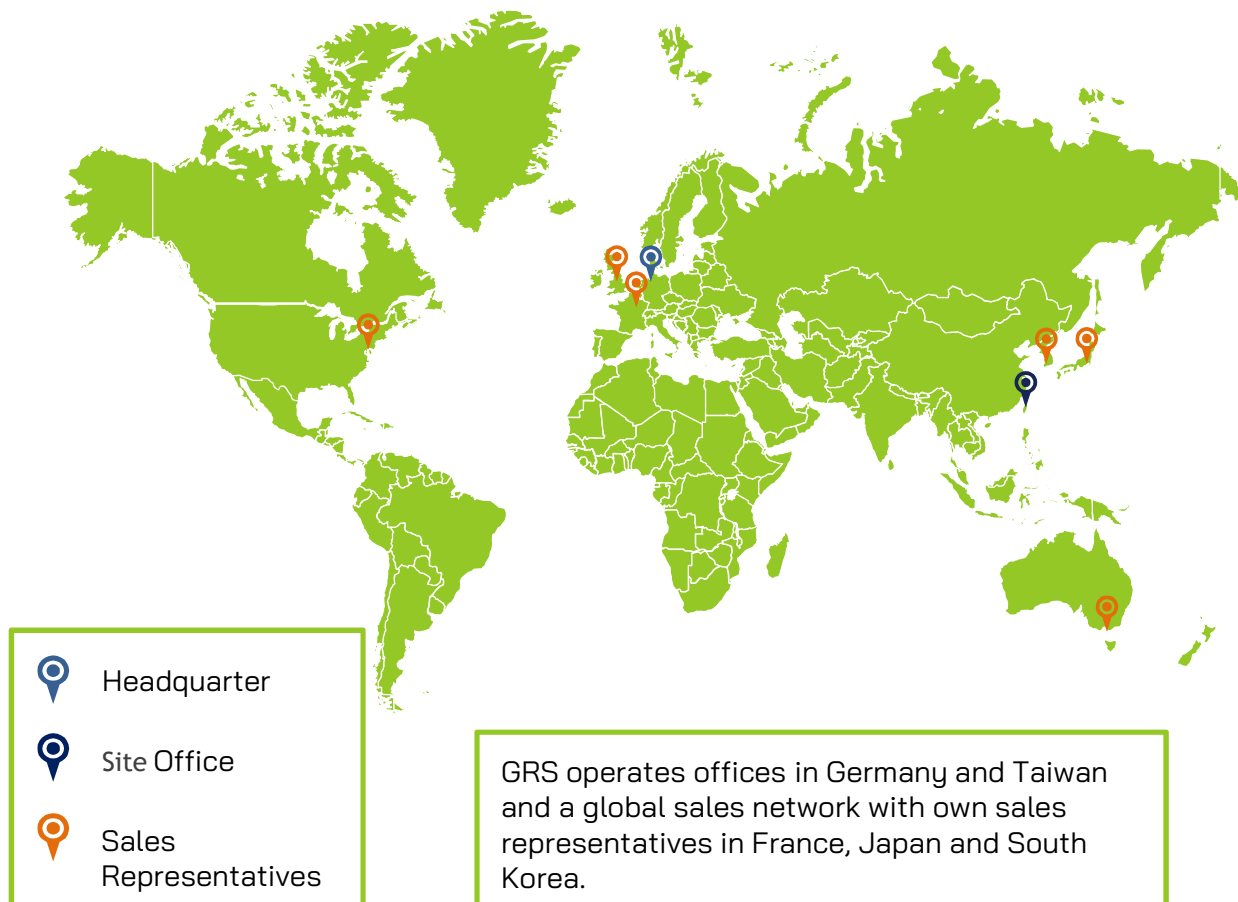 Headquarter
Site Office
Sales
Representatives
GRS operates offices in Germany and Taiwan
and a global sales network with own sales
representatives in France, Japan and South
Korea.